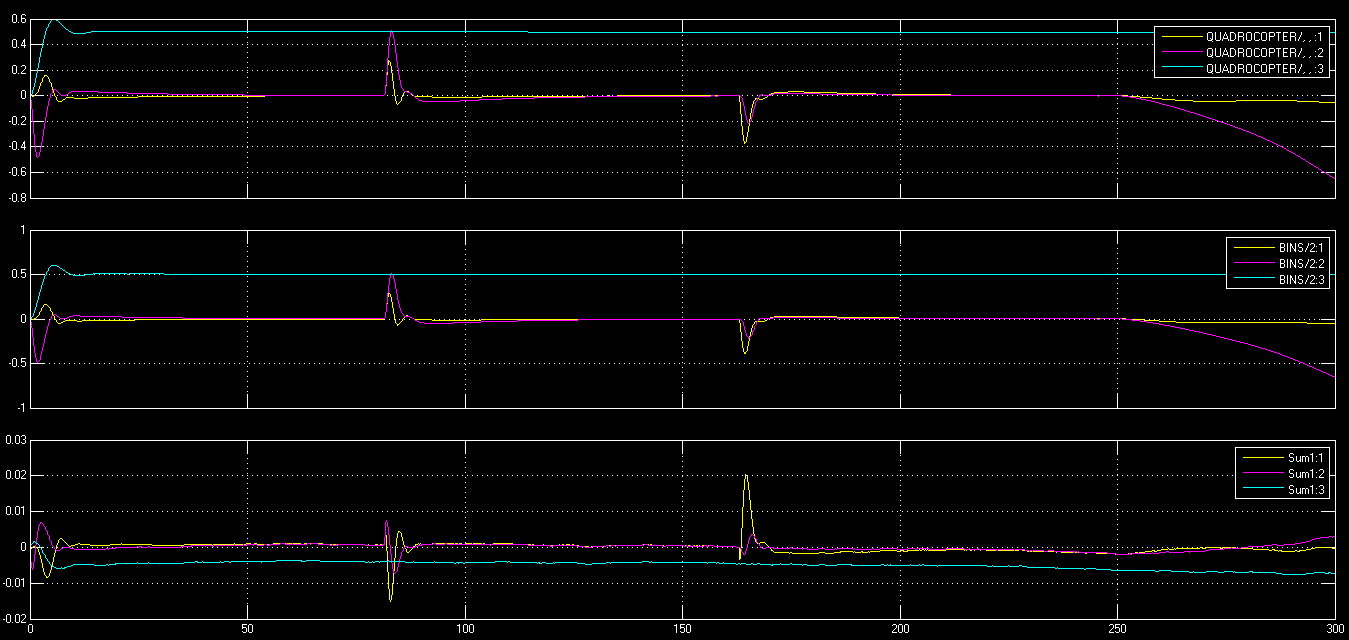 0.6
0.4
0.2
0
-0.2
-0.4
-0.6
-0.8
QUADROCOPTER/, , :1
QUADROCOPTER/, , :2
QUADROCOPTER/, , :3
1
0.5
0
-0.5
-1
BINS/2:1
BINS/2:2
BINS/2:3
0.03
0.02
0.01
0
-0.01
-0.02
Sum1:1
Sum1:2
Sum1:3
0 50 100 150 200 250 300